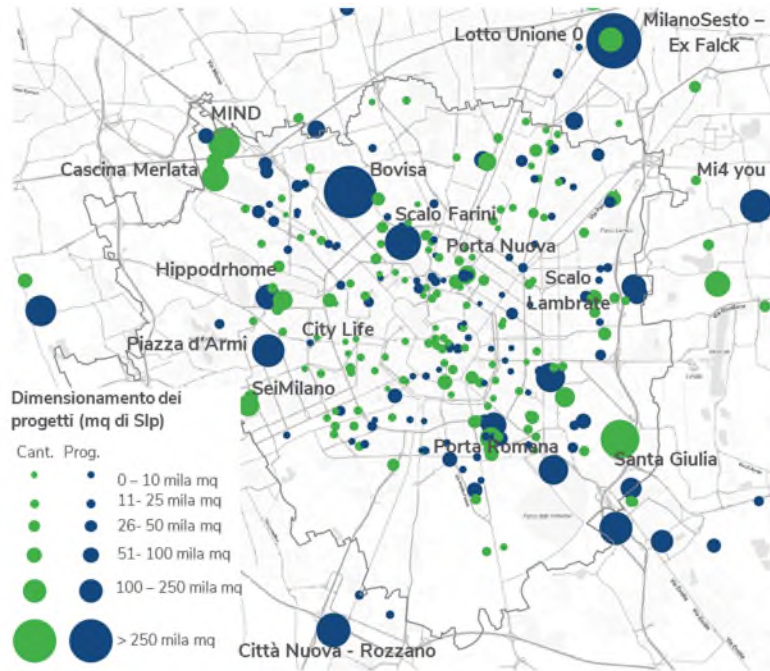 Lotto Unione 0
MilanoSesto –
Ex Falck
MIND
Cascina Merlata
Bovisa
Mi4 you
Scalo Farini
Porta Nuova
Hippodrhome
Scalo
Lambrate
City Life
Piazza d'Armi
SeiMilano
Dimensionamento dei
progetti (mq di Slp)
Cant. Prog.
0 – 10 mila mq
11- 25 mila mq
26- 50 mila mq
51- 100 mila mq
100 – 250 mila mq
> 250 mila mq
Porta Romana
Santa Giulia
Città Nuova - Rozzano